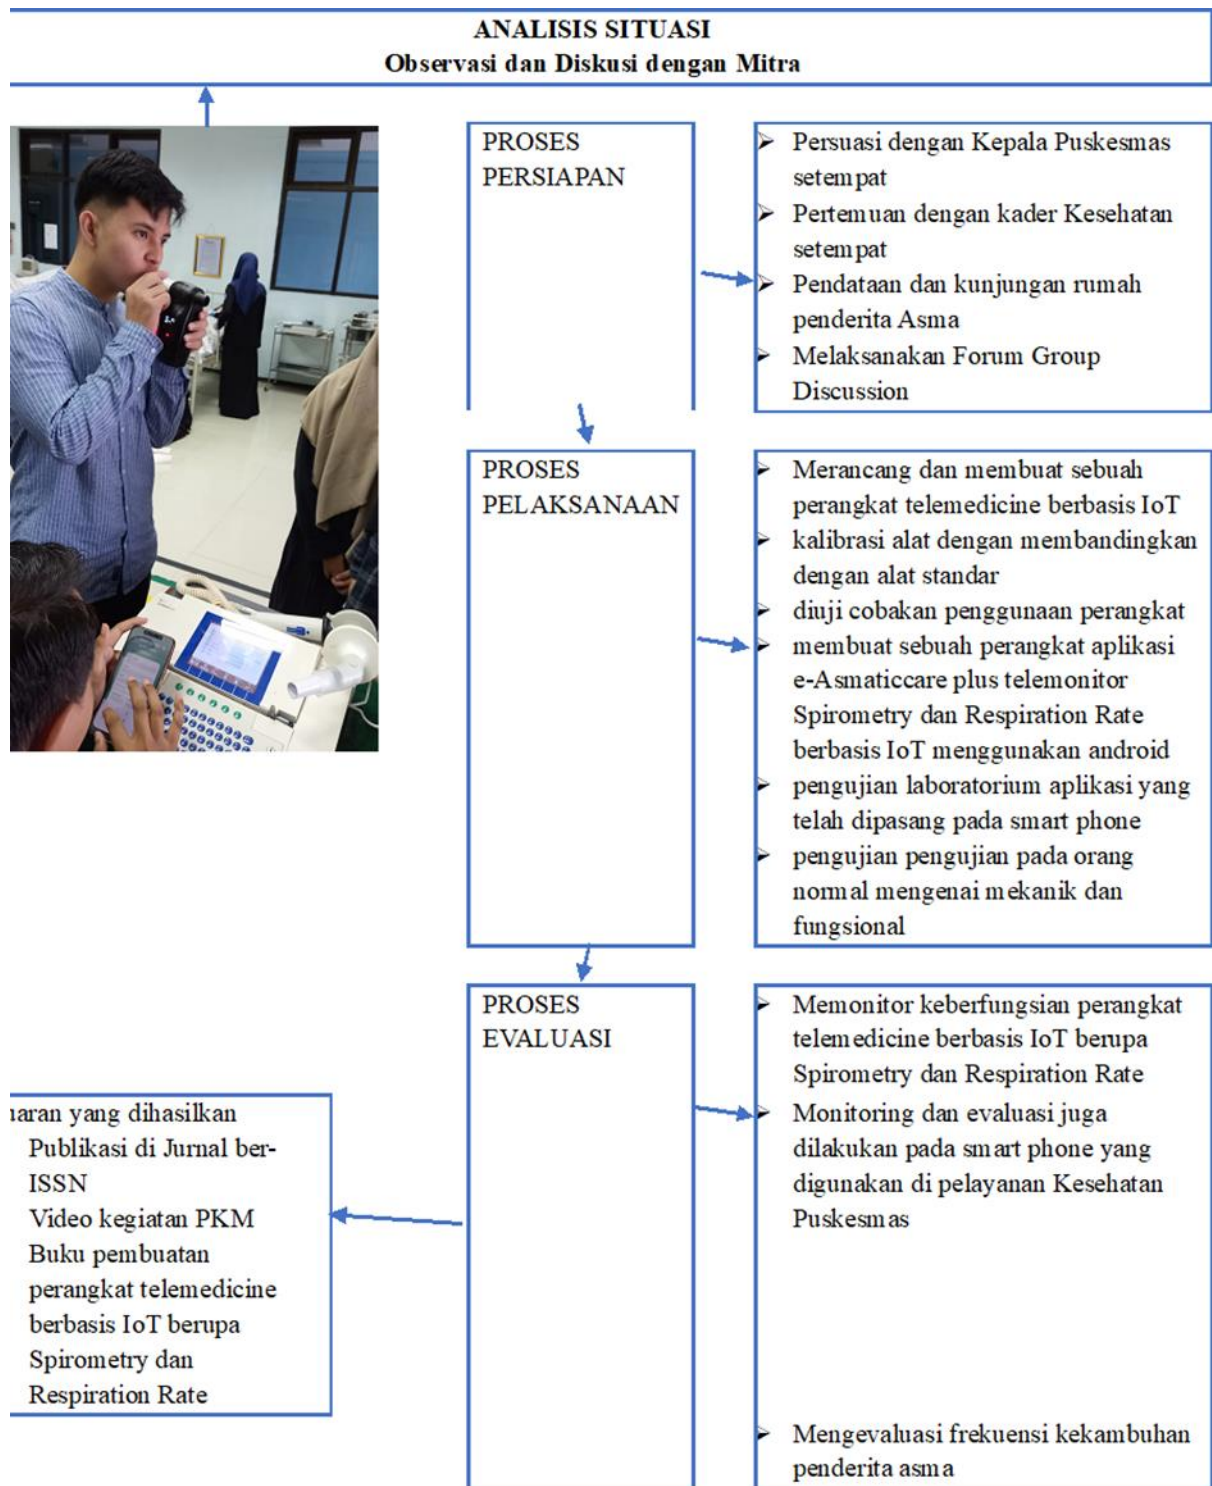 ANALISIS SITUASI
Observasi dan Diskusi dengan Mitra
PROSES
PERSIAPAN
Persuasi dengan Kepala Puskesmas
setempat
Pertemuan dengan kader Kesehatan
setempat
Pendataan dan kunjungan rumah
penderita Asma
Melaksanakan Forum Group
Discussion
PROSES
PELAKSANAAN
Merancang dan membuat sebuah
perangkat telemedicine berbasis IoT
kalibrasi alat dengan membandingkan
dengan alat standar
diuji cobakan penggunaan perangkat
membuat sebuah perangkat aplikasi
e-Asmaticcare plus telemonitor
Spirometry dan Respiration Rate
berbasis IoT menggunakan android
pengujian laboratorium aplikasi yang
telah dipasang pada smart phone
pengujian pengujian pada orang
normal mengenai mekanik dan
fungsional
PROSES
EVALUASI
Memonitor keberfungsian perangkat
telemedicine berbasis IoT berupa
Spirometry dan Respiration Rate
Monitoring dan evaluasi juga
dilakukan pada smart phone yang
digunakan di pelayanan Kesehatan
Puskesmas
Mengevaluasi frekuensi kekambuhan
penderita asma
yang dihasilkan
Publikasi di Jurnal ber-
ISSN
Video kegiatan PKM
Buku pembuatan
perangkat telemedicine
berbasis IoT berupa
Spirometry dan
Respiration Rate